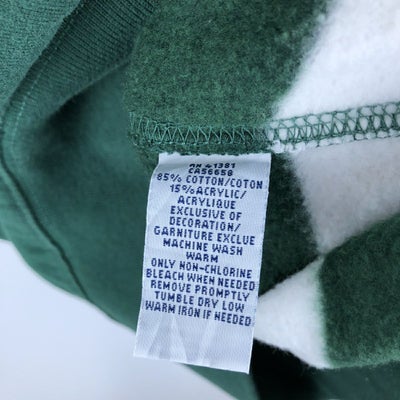 RN 41381
CA56658
85% COTTON/COTON
15% ACRYLIC/
ACRYLIQUE
EXCLUSIVE OF
DECORATION/
GARNITURE EXCLUE
MACHINE WASH
WARM
ONLY NON-CHLORINE
BLEACH WHEN NEEDED
REMOVE PROMPTLY
TUMBLE DRY LOW
WARM IRON IF NEEDED